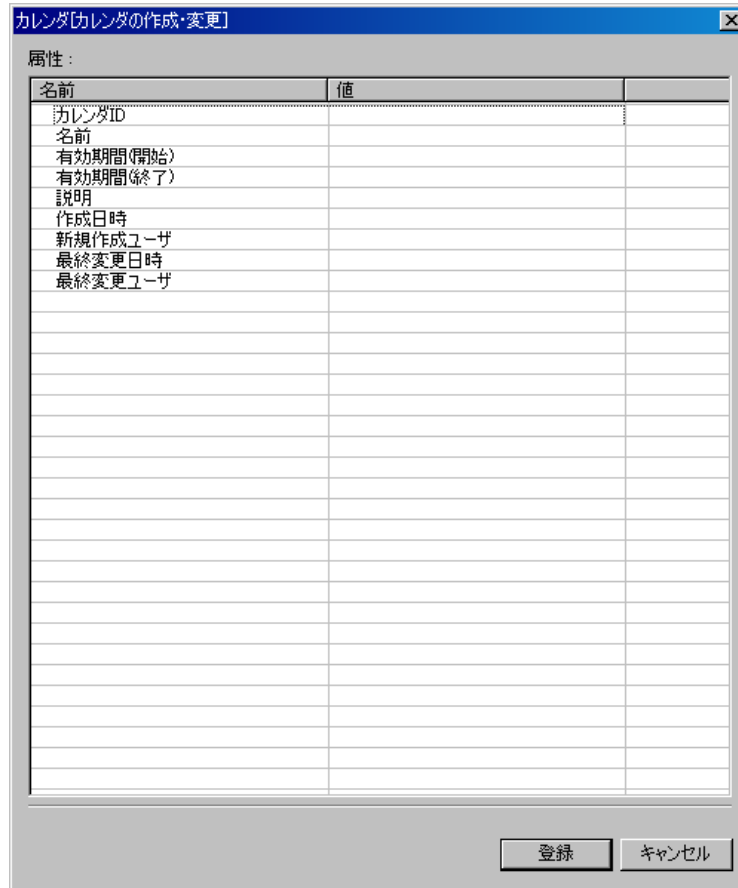 カレンダ[カレンダの作成・変更]
属性:
名前 値
カレンダID
名前
有効期間(開始)
有効期間(終了)
説明
作成日時
新規作成ユーザ
最終変更日時
最終変更ユーザ
登録 キャンセル